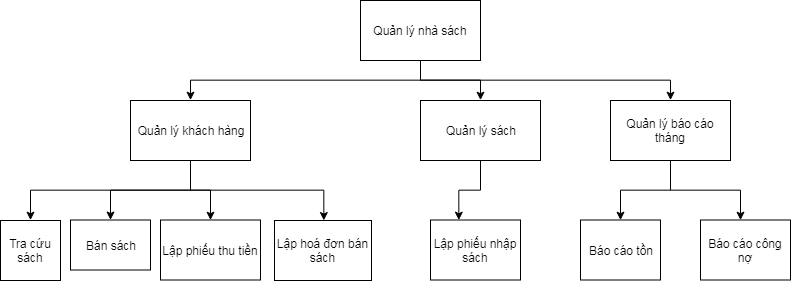 Quản lý nhà sách
Quản lý khách hàng
Quản lý sách
Quản lý báo cáo
tháng
Tra cứu
sách
Bán sách
Lập phiếu thu tiền
Lập hoá đơn bán
sách
Lập phiếu nhập
sách
Báo cáo tồn
Báo cáo công
nợ